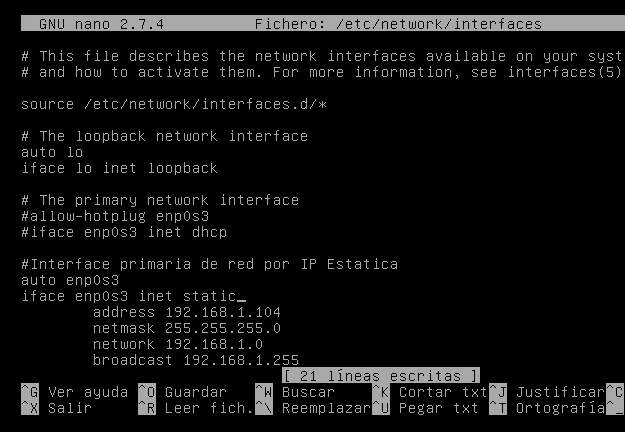 GNU nano 2.7.4 Fichero: /etc/network/interfaces
# This file describes the network interfaces available on your syst
# and how to activate them. For more information, see interfaces(5)
source /etc/network/interfaces.d/*
# The loopback network interface
auto lo
iface lo inet loopback
# The primary network interface
#allow-hotplug enp0s3
#iface enp0s3 inet dhcp
#Interface primaria de red por IP Estatica
auto enp0s3
iface enp0s3 inet static_
address 192.168.1.104
netmask 255.255.255.0
network 192.168.1.0
broadcast 192.168.1.255
[ 21 líneas escritas ]
^G Ver ayuda ^O Guardar ^W Buscar ^K Cortar txt ^J Justificar ^C
^X Salir ^R Leer fich. ^\ Reemplazar ^U Pegar txt ^T Ortografía ^_